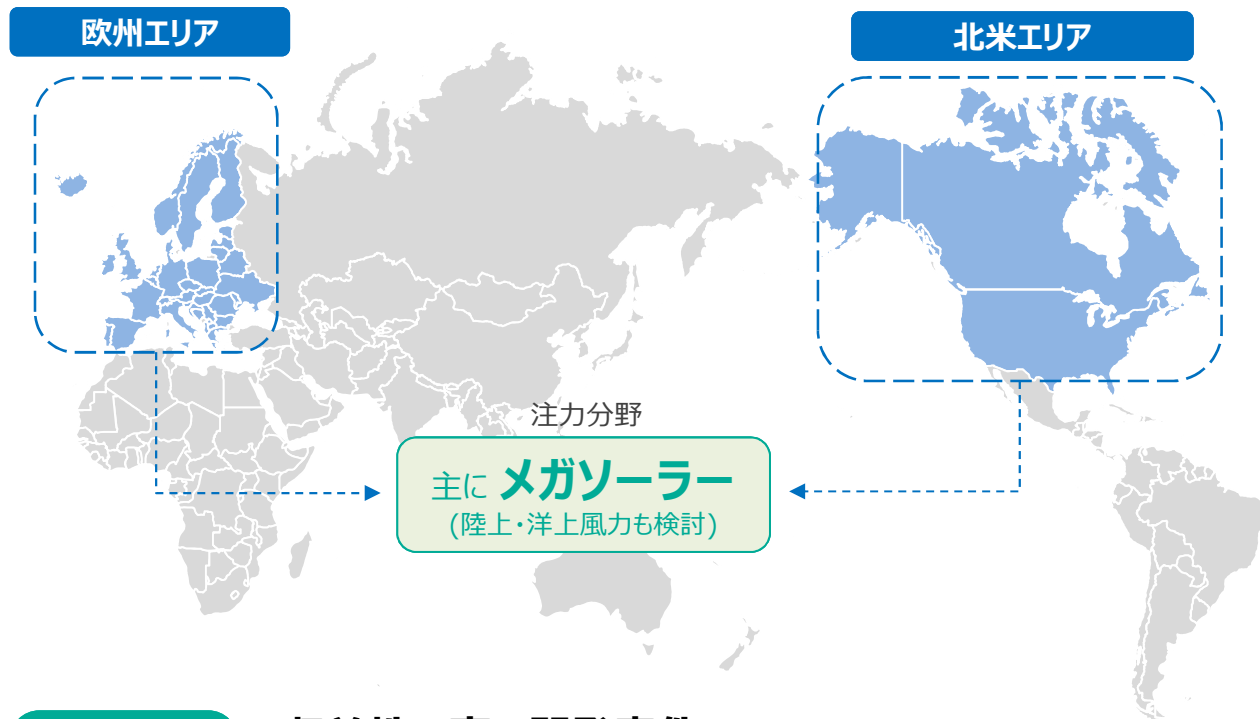 欧州エリア
北米エリア
注力分野
主に メガソーラー
(陸上・洋上風力も検討)